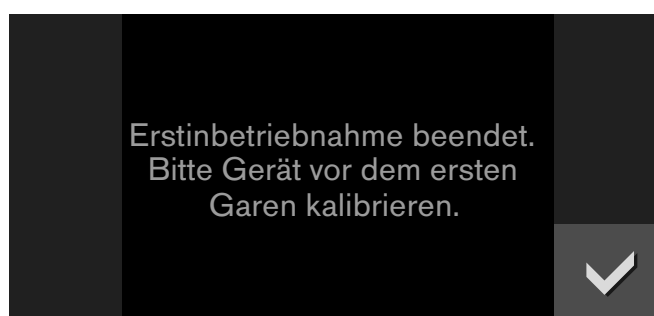 Erstinbetriebnahme beendet.
Bitte Gerät vor dem ersten
Garen kalibrieren.